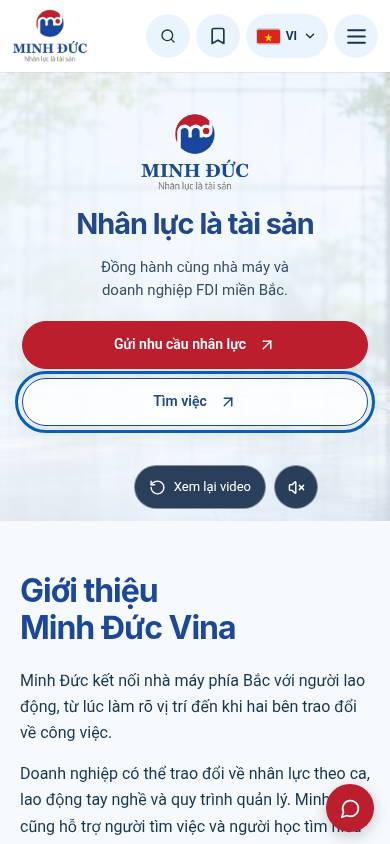 MINH ĐỨC
Nhân lực là tài sản
VI
MINH ĐỨC
Nhân lực là tài sản
Nhân lực là tài sản
Đồng hành cùng nhà máy và
doanh nghiệp FDI miền Bắc.
Gửi nhu cầu nhân lực
Tìm việc
Xem lại video
Giới thiệu
Minh Đức Vina
Minh Đức kết nối nhà máy phía Bắc với người lao
động, từ lúc làm rõ vị trí đến khi hai bên trao đổi
về công việc.
Doanh nghiệp có thể trao đổi về nhân lực theo ca,
lao động tay nghề và quy trình quản lý. Minh
cũng hỗ trợ người tìm việc và người học tìm